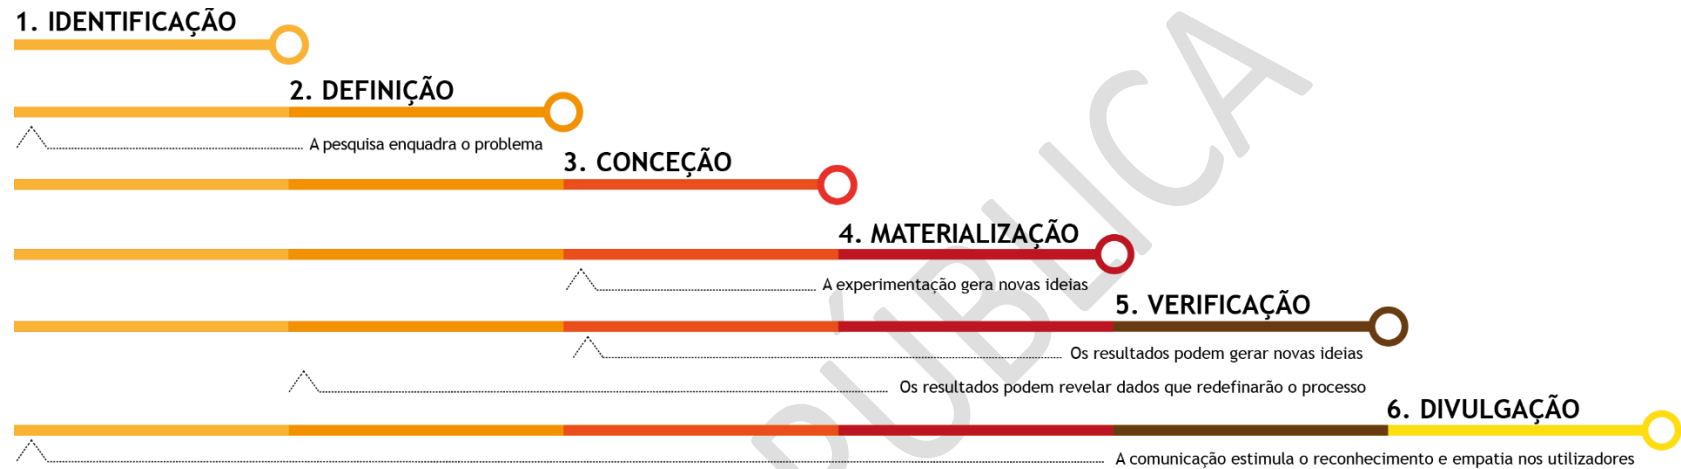 1. IDENTIFICAÇÃO
2. DEFINIÇÃO
A pesquisa enquadra o problema
3. CONCEÇÃO
4. MATERIALIZAÇÃO
A experimentação gera novas ideias
5. VERIFICAÇÃO
Os resultados podem gerar novas ideias
Os resultados podem revelar dados que redefinarão o processo
6. DIVULGAÇÃO
A comunicação estimula o reconhecimento e empatia nos utilizadores
PÚBLICA